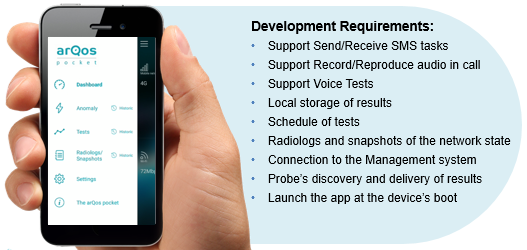 arQos
pocket
Dashboard
Anomaly
Tests
Radiologs/
Snapshots
Settings
The arQos pocket
4G
72Mb
Development Requirements:
• Support Send/Receive SMS tasks
• Support Record/Reproduce audio in call
• Support Voice Tests
• Local storage of results
• Schedule of tests
• Radiologs and snapshots of the network state
• Connection to the Management system
• Probe's discovery and delivery of results
• Launch the app at the device's boot